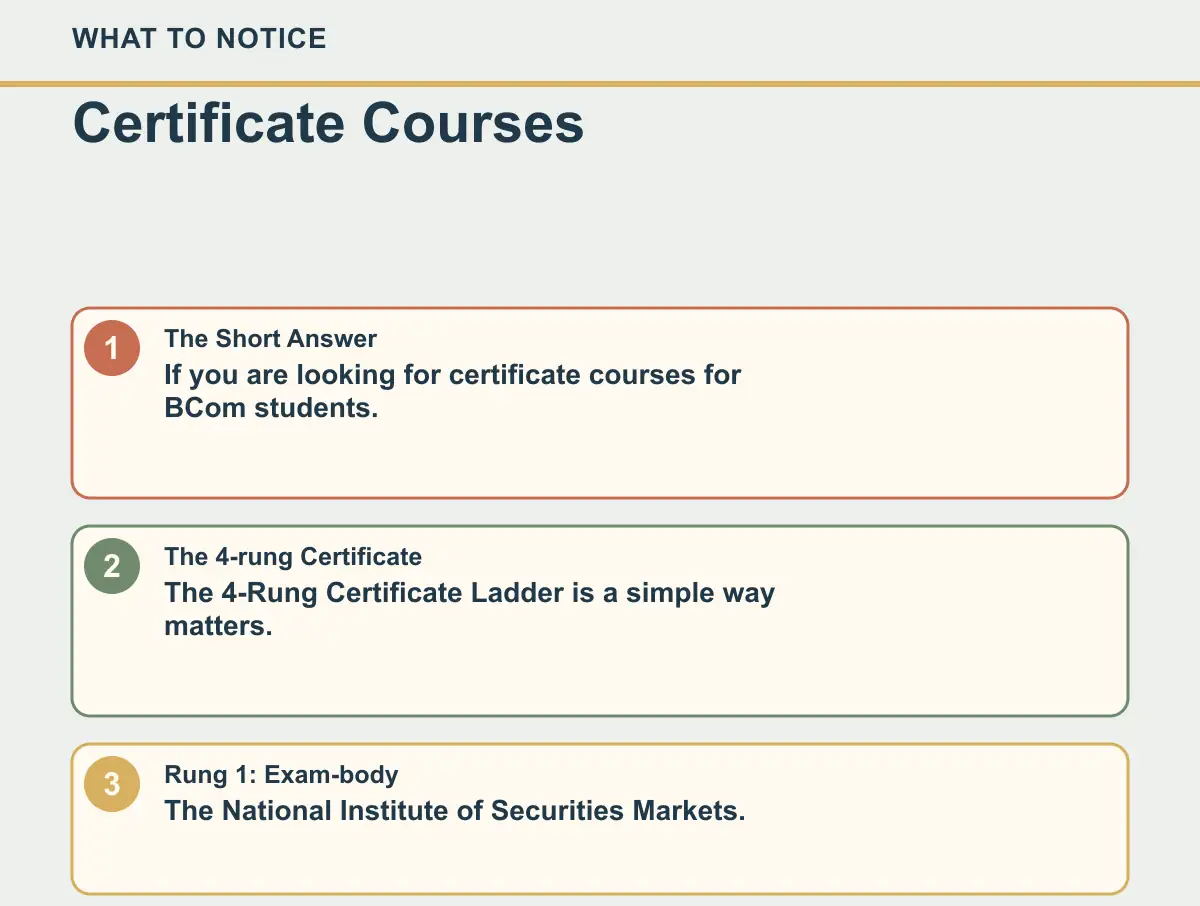 WHAT TO NOTICE
Certificate Courses
1
The Short Answer
If you are looking for certificate courses for
BCom students.
2
The 4-rung Certificate
The 4-Rung Certificate Ladder is a simple way
matters.
3
Rung 1: Exam-body
The National Institute of Securities Markets.